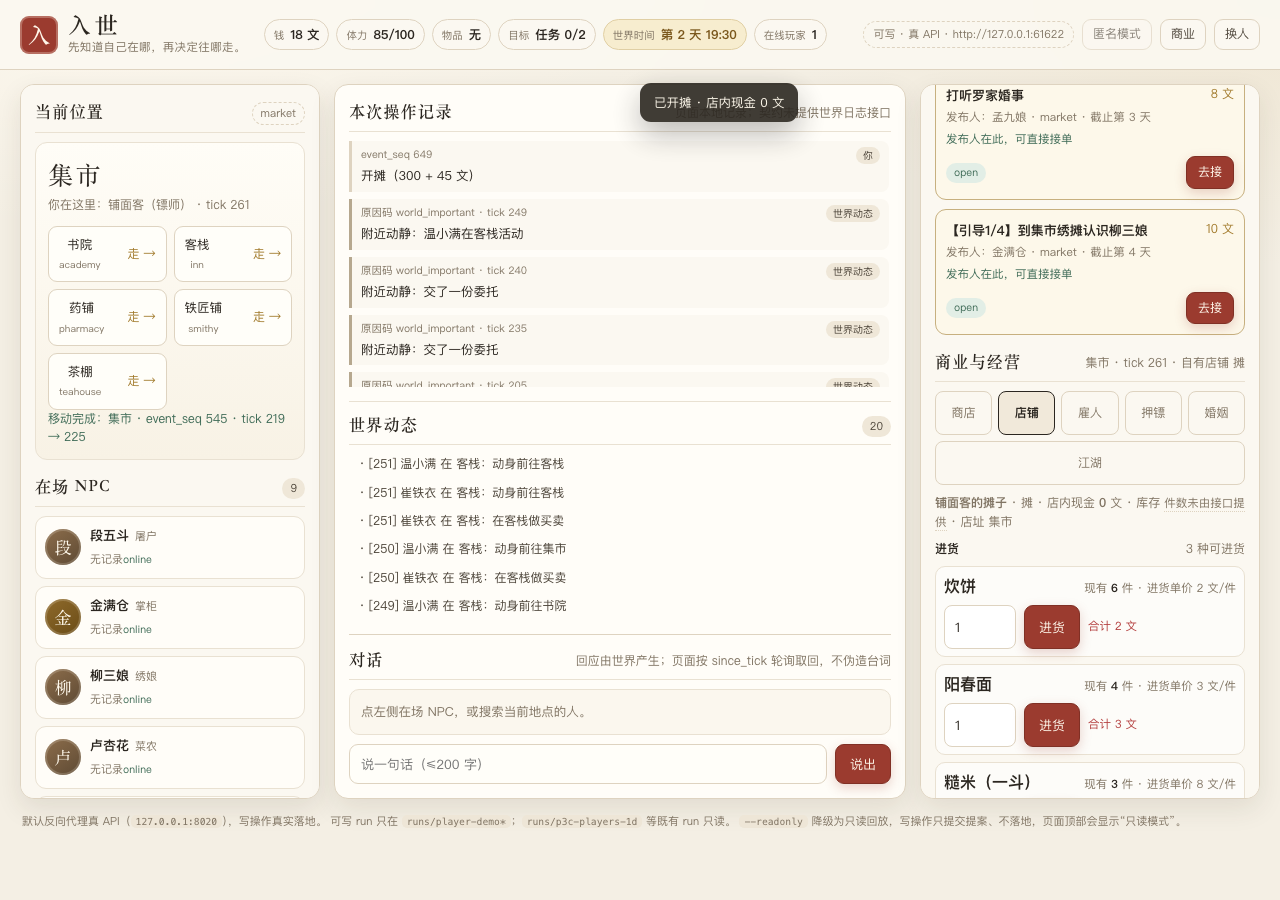 入
入世
先知道自己在哪，再决定往哪走。
钱 18 文
体力 85/100
物品 无
目标 任务 0/2
世界时间 第 2 天 19:30
在线玩家 1
可写 · 真 API · http://127.0.0.1:61622
匿名模式
商业
换人
当前位置
market
集市
你在这里：铺面客（镖师） · tick 261
书院
academy
走 →
客栈
inn
走 →
药铺
pharmacy
走 →
铁匠铺
smithy
走 →
茶棚
teahouse
走 →
移动完成：集市 · event_seq 545 · tick 219
→ 225
在场 NPC
9
段
段五斗 屠户
无记录online
金
金满仓 掌柜
无记录online
柳
柳三娘 绣娘
无记录online
卢
卢杏花 菜农
无记录online
本次操作记录
提供世界日志接口
已开摊 · 店内现金 0 文
event_seq 649
你
开摊（300 + 45 文）
原因码 world_important · tick 249
世界动态
附近动静：温小满在客栈活动
原因码 world_important · tick 240
世界动态
附近动静：交了一份委托
原因码 world_important · tick 235
世界动态
附近动静：交了一份委托
原因码 world_important · tick 205
世界动态
世界动态
20
· [251] 温小满 在 客栈：动身前往客栈
· [251] 崔铁衣 在 客栈：动身前往客栈
· [251] 崔铁衣 在 客栈：在客栈做买卖
· [250] 温小满 在 客栈：动身前往集市
· [250] 崔铁衣 在 客栈：在客栈做买卖
· [249] 温小满 在 客栈：动身前往书院
对话
回应由世界产生；页面按 since_tick 轮询取回，不伪造台词
点左侧在场 NPC，或搜索当前地点的人。
说一句话（≤200 字）
说出
打听罗家婚事
8 文
发布人：孟九娘 · market · 截止第 3 天
发布人在此，可直接接单
open
去接
【引导1/4】到集市绣摊认识柳三娘
10 文
发布人：金满仓 · market · 截止第 4 天
发布人在此，可直接接单
open
去接
商业与经营
集市 · tick 261 · 自有店铺 摊
商店
店铺
雇人
押镖
婚姻
江湖
铺面客的摊子 · 摊 · 店内现金 0 文 · 库存 件数未由接口提
供 · 店址 集市
进货
3 种可进货
炊饼
现有 6 件 · 进货单价 2 文/件
1
进货
合计 2 文
阳春面
现有 4 件 · 进货单价 3 文/件
1
进货
合计 3 文
糙米（一斗）
现有 3 件 · 进货单价 8 文/件
默认反向代理真 API（ 127.0.0.1:8020 ），写操作真实落地。 可写 run 只在 runs/player-demo* ； runs/p3c-players-1d 等既有 run 只读。 --readonly 降级为只读回放，写操作只提交提案、不落地，页面顶部会显示“只读模式”。